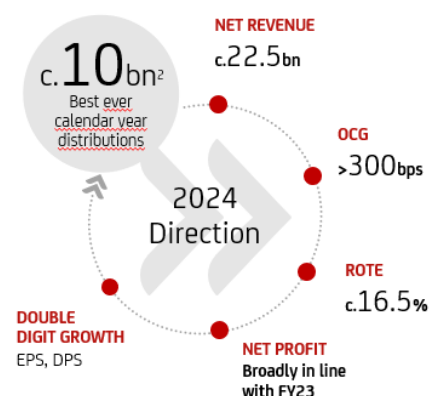 NET REVENUE
c.22.5bn
c.10bn²
Best ever
calendar year
distributions
OCG
>300bps
2024
Direction
ROTE
c.16.5%
DOUBLE
DIGIT GROWTH
EPS, DPS
NET PROFIT
Broadly in line
with FY23